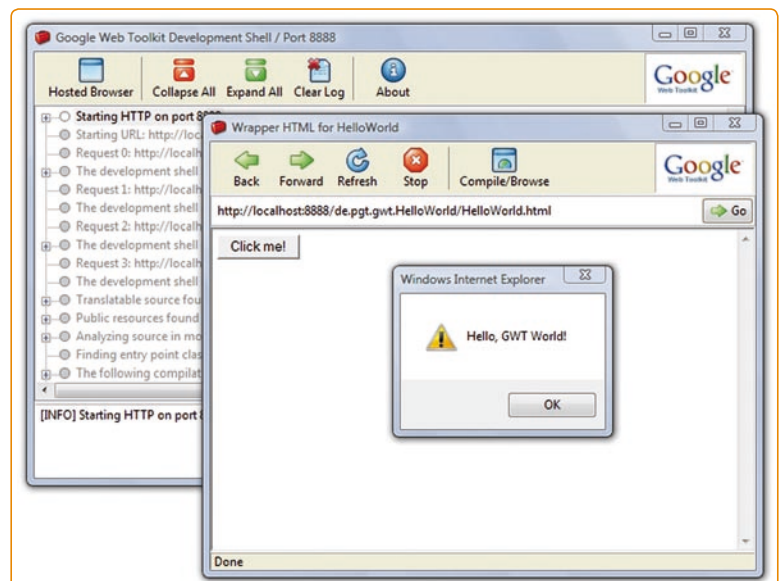 Google Web Toolkit Development Shell / Port 8888
Hosted Browser Collapse All Expand All Clear Log About
Google
Web Toolkit
Starting HTTP on port 8888
Starting URL: http://loc
Request 0: http://localh
The development shell
Request 1: http://localh
The development shell
Request 2: http://localh
The development shell
Request 3: http://localh
The development shell
Translatable source fou
Public resources found
Analyzing source in mo
Finding entry point clas
The following compilat
[INFO] Starting HTTP on port 8
Wrapper HTML for HelloWorld
Back Forward Refresh Stop Compile/Browse
Google
Web Toolkit
http://localhost:8888/de.pgt.gwt.HelloWorld/HelloWorld.html
Go
Click me!
Windows Internet Explorer
Hello, GWT World!
OK
Done